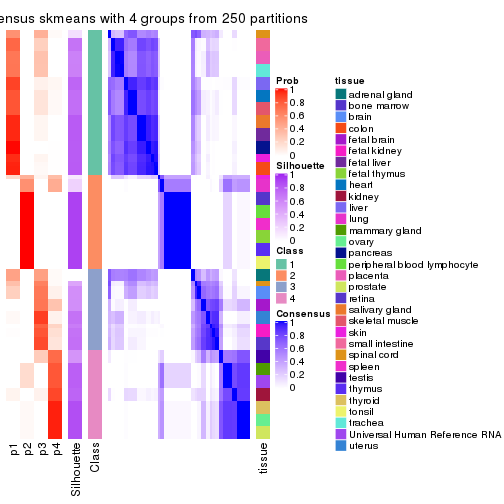 ensus skmeans with 4 groups from 250 partitions
Prob
1
0.8
0.6
0.4
0.2
0
Silhouette
1
0.8
0.6
0.4
0.2
0
Class
1
2
3
4
Consensus
1
0.8
0.6
0.4
0.2
0
tissue
adrenal gland
bone marrow
brain
colon
fetal brain
fetal kidney
fetal liver
fetal thymus
heart
kidney
liver
lung
mammary gland
ovary
pancreas
peripheral blood lymphocyte
placenta
prostate
retina
salivary gland
skeletal muscle
skin
small intestine
spinal cord
spleen
testis
thymus
thyroid
tonsil
trachea
Universal Human Reference RNA
uterus
p1
p2
p3
p4
Silhouette
Class
tissue